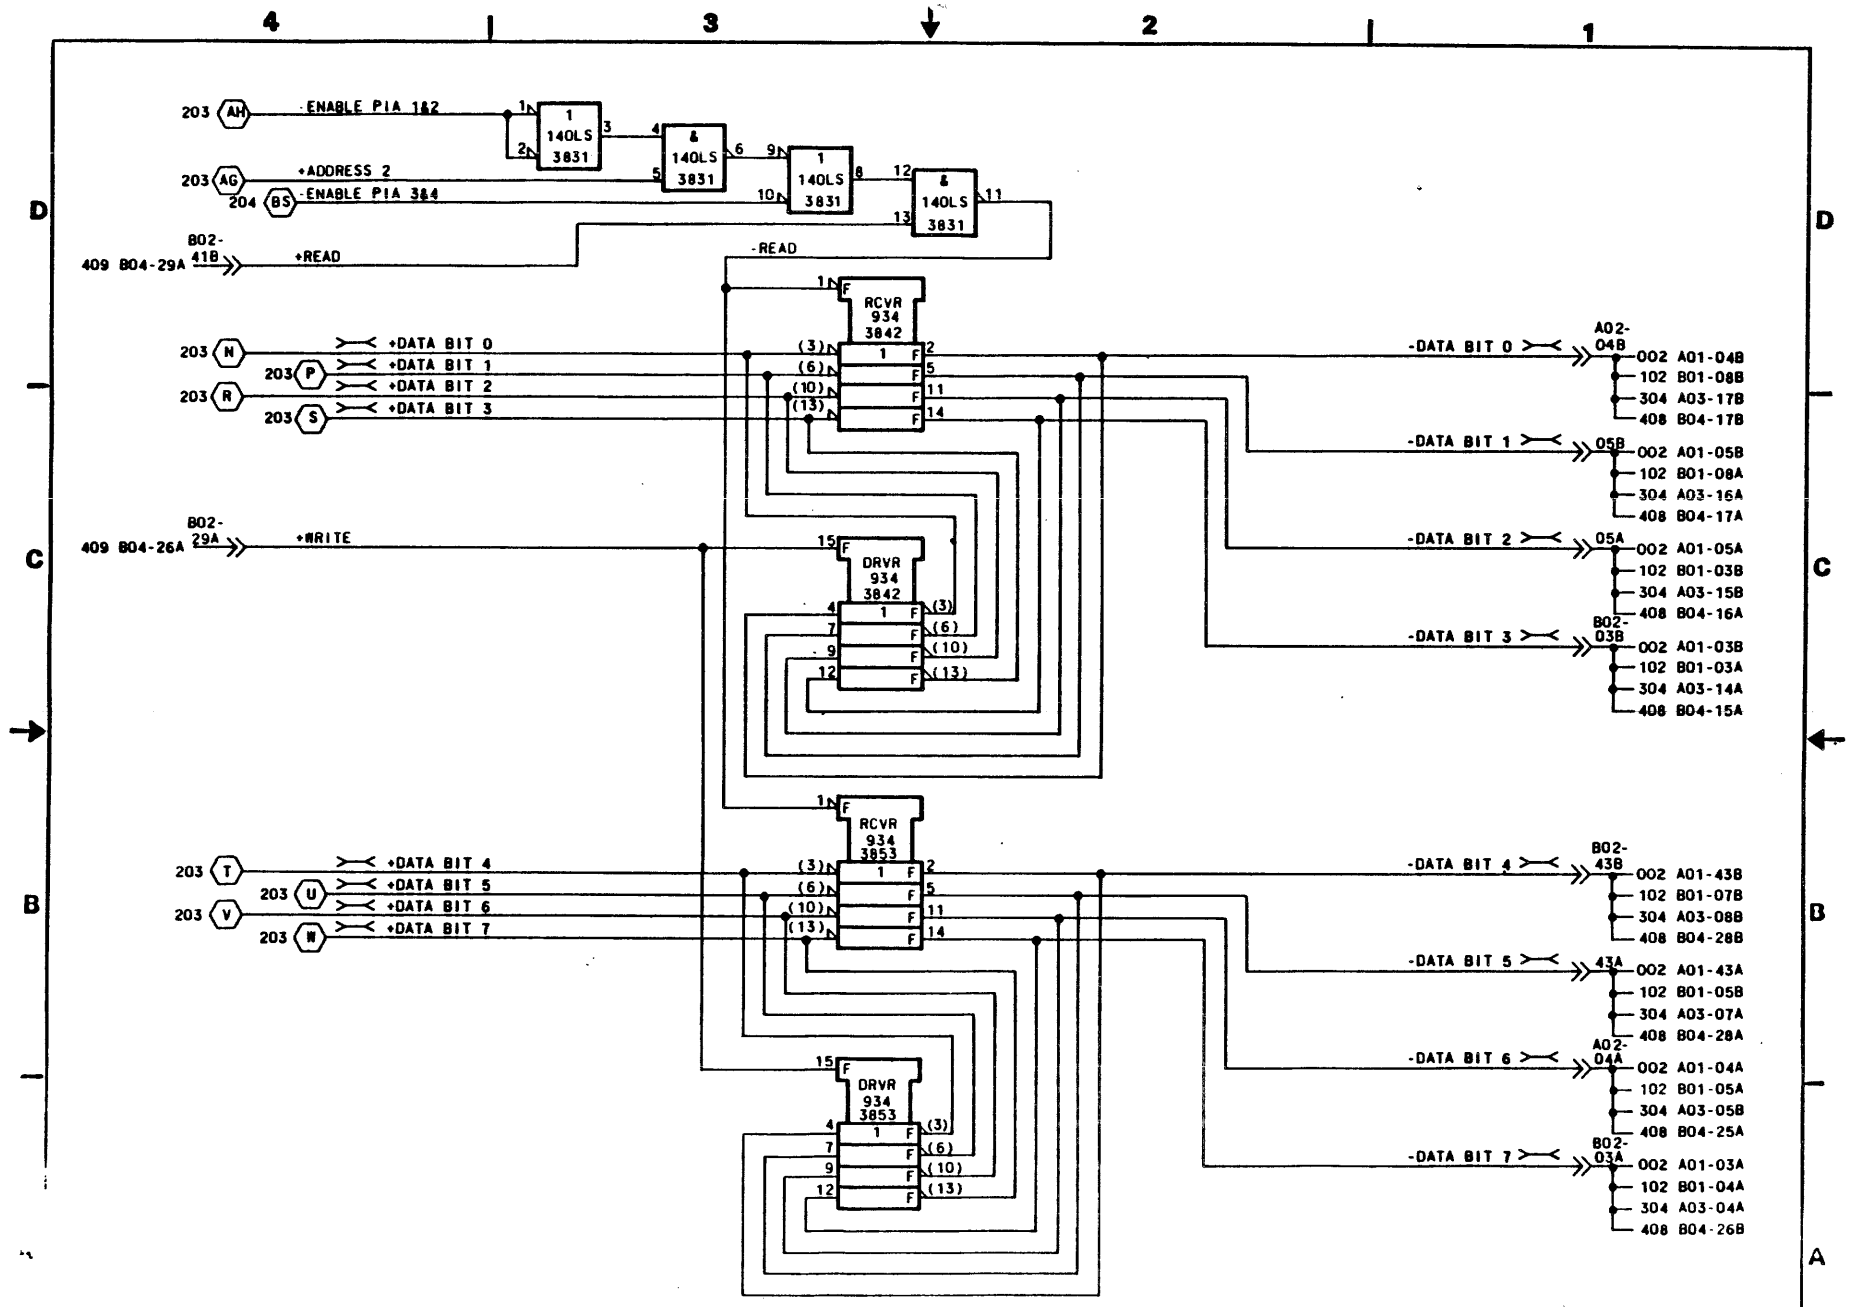 4 3 2 1
203 AH -ENABLE PIA 1&2
1 2 1 140LS 3831 3
4 5 & 140LS 3831 6
9 10 1 140LS 3831 8
12 13 & 140LS 3831 11
203 AG +ADDRESS 2
204 BS -ENABLE PIA 3&4
D D
409 B04-29A B02-41B +READ
-READ
1 F RCVR 934 3842
203 N +DATA BIT 0 (3) 1 F 2 -DATA BIT 0 A02-04B 002 A01-04B
102 B01-08B
304 A03-17B
408 B04-17B
203 P +DATA BIT 1 (6) F 5
203 R +DATA BIT 2 (10) F 11
203 S +DATA BIT 3 (13) F 14
-DATA BIT 1 05B 002 A01-05B
102 B01-08A
304 A03-16A
408 B04-17A
409 B04-26A B02-29A +WRITE
15 F DRVR 934 3842
4 1 F (3)
7 F (6)
9 F (10)
12 F (13)
-DATA BIT 2 05A 002 A01-05A
102 B01-03B
304 A03-15B
408 B04-16A
C C
-DATA BIT 3 B02-03B 002 A01-03B
102 B01-03A
304 A03-14A
408 B04-15A
1 F RCVR 934 3853
203 T +DATA BIT 4 (3) 1 F 2 -DATA BIT 4 B02-43B 002 A01-43B
102 B01-07B
304 A03-08B
408 B04-28B
203 U +DATA BIT 5 (6) F 5
203 V +DATA BIT 6 (10) F 11
203 W +DATA BIT 7 (13) F 14
B B
-DATA BIT 5 43A 002 A01-43A
102 B01-05B
304 A03-07A
408 B04-28A
15 F DRVR 934 3853
4 1 F (3)
7 F (6)
9 F (10)
12 F (13)
-DATA BIT 6 A02-04A 002 A01-04A
102 B01-05A
304 A03-05B
408 B04-25A
-DATA BIT 7 B02-03A 002 A01-03A
102 B01-04A
304 A03-04A
408 B04-26B
A